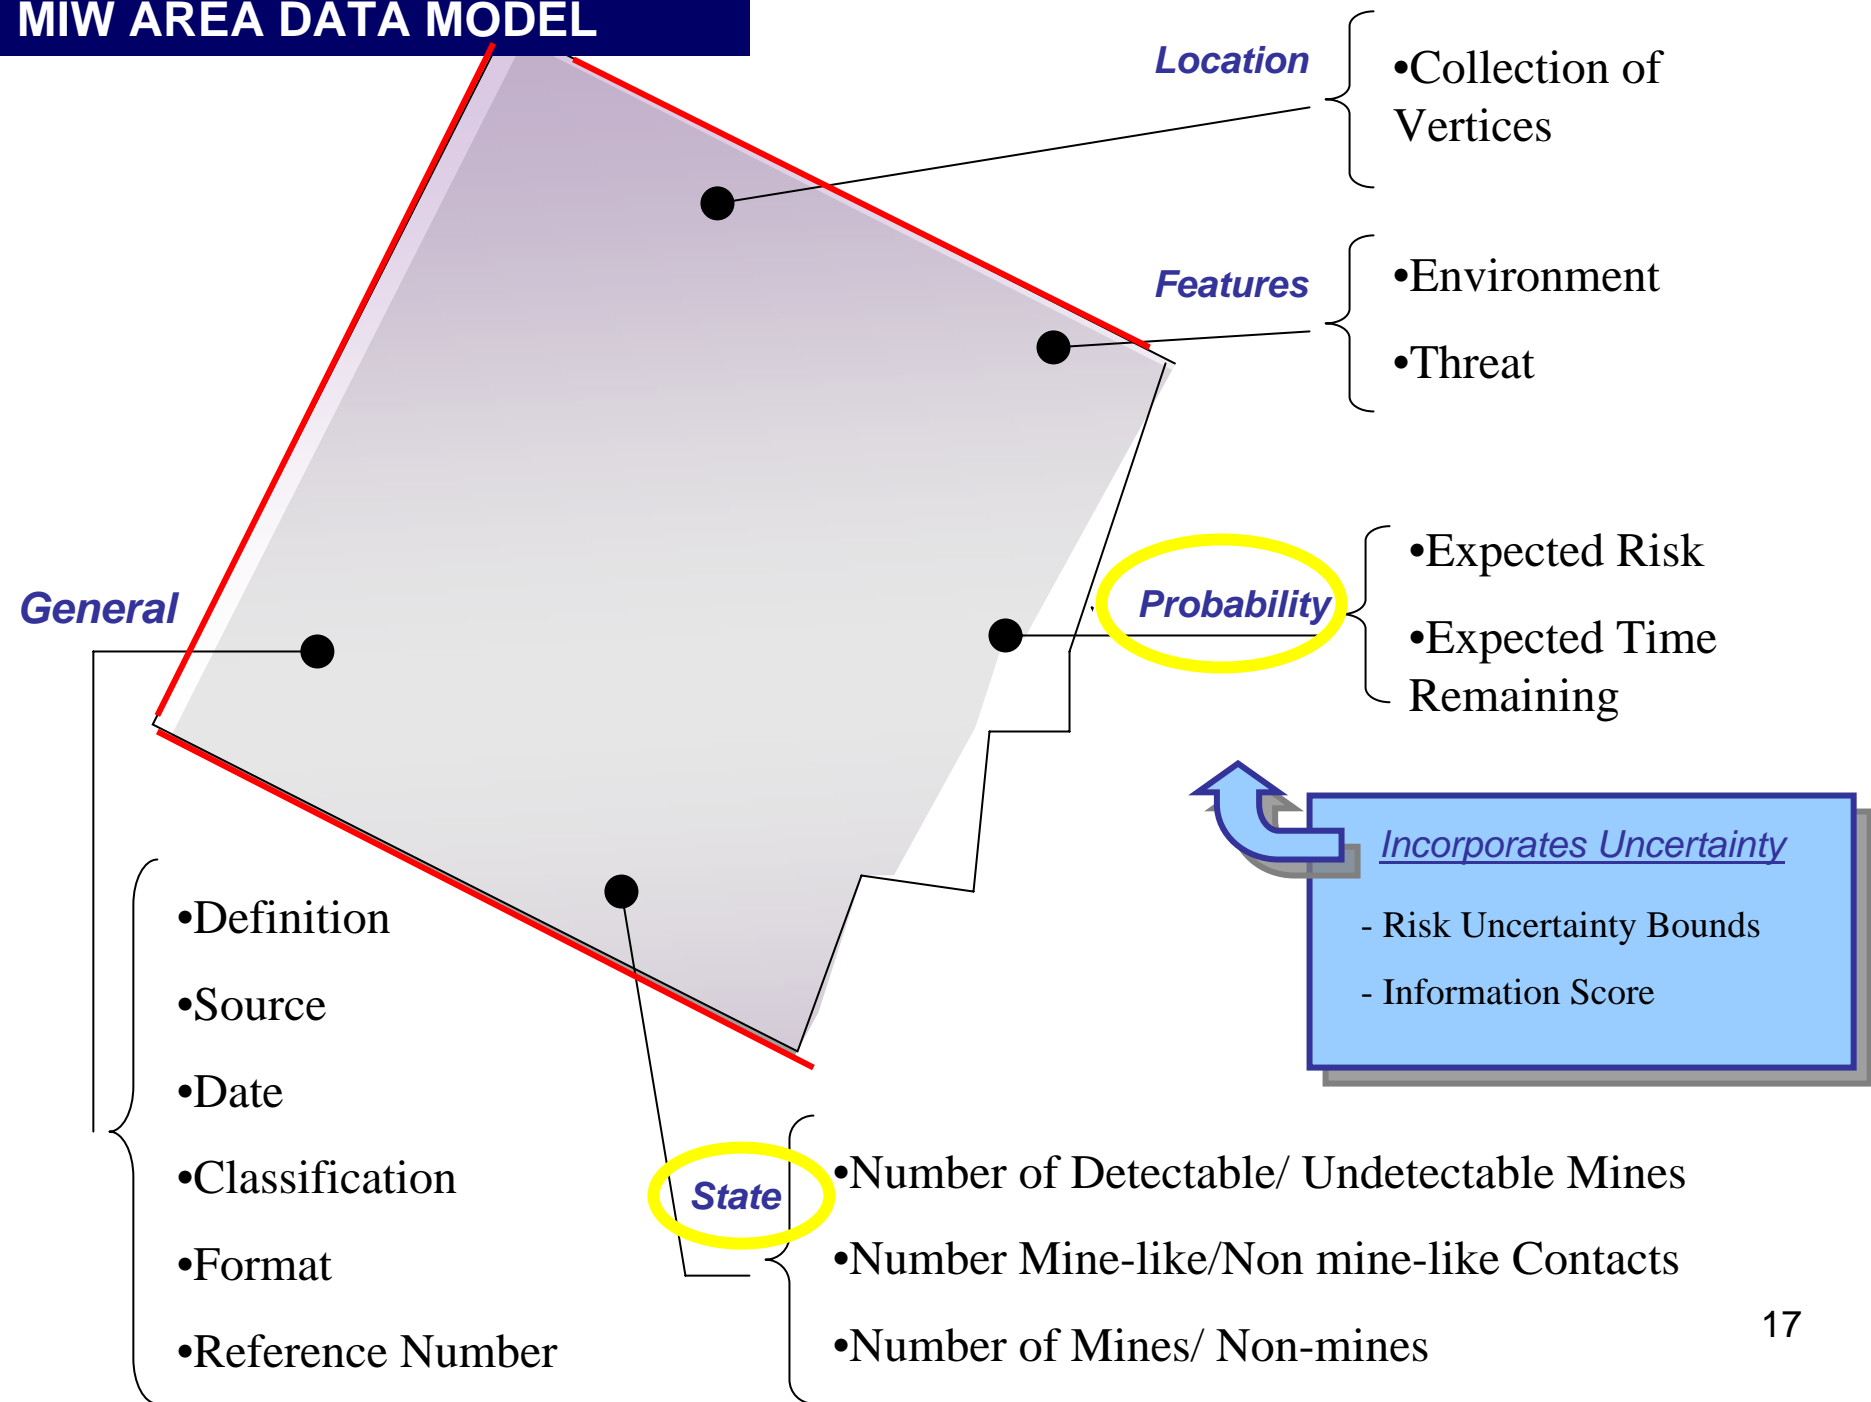 MIW AREA DATA MODEL
Location
•Collection of
Vertices
Features
•Environment
•Threat
Probability
•Expected Risk
•Expected Time
Remaining
Incorporates Uncertainty
- Risk Uncertainty Bounds
- Information Score
General
•Definition
•Source
•Date
•Classification
•Format
•Reference Number
State
•Number of Detectable/ Undetectable Mines
•Number Mine-like/Non mine-like Contacts
•Number of Mines/ Non-mines
17